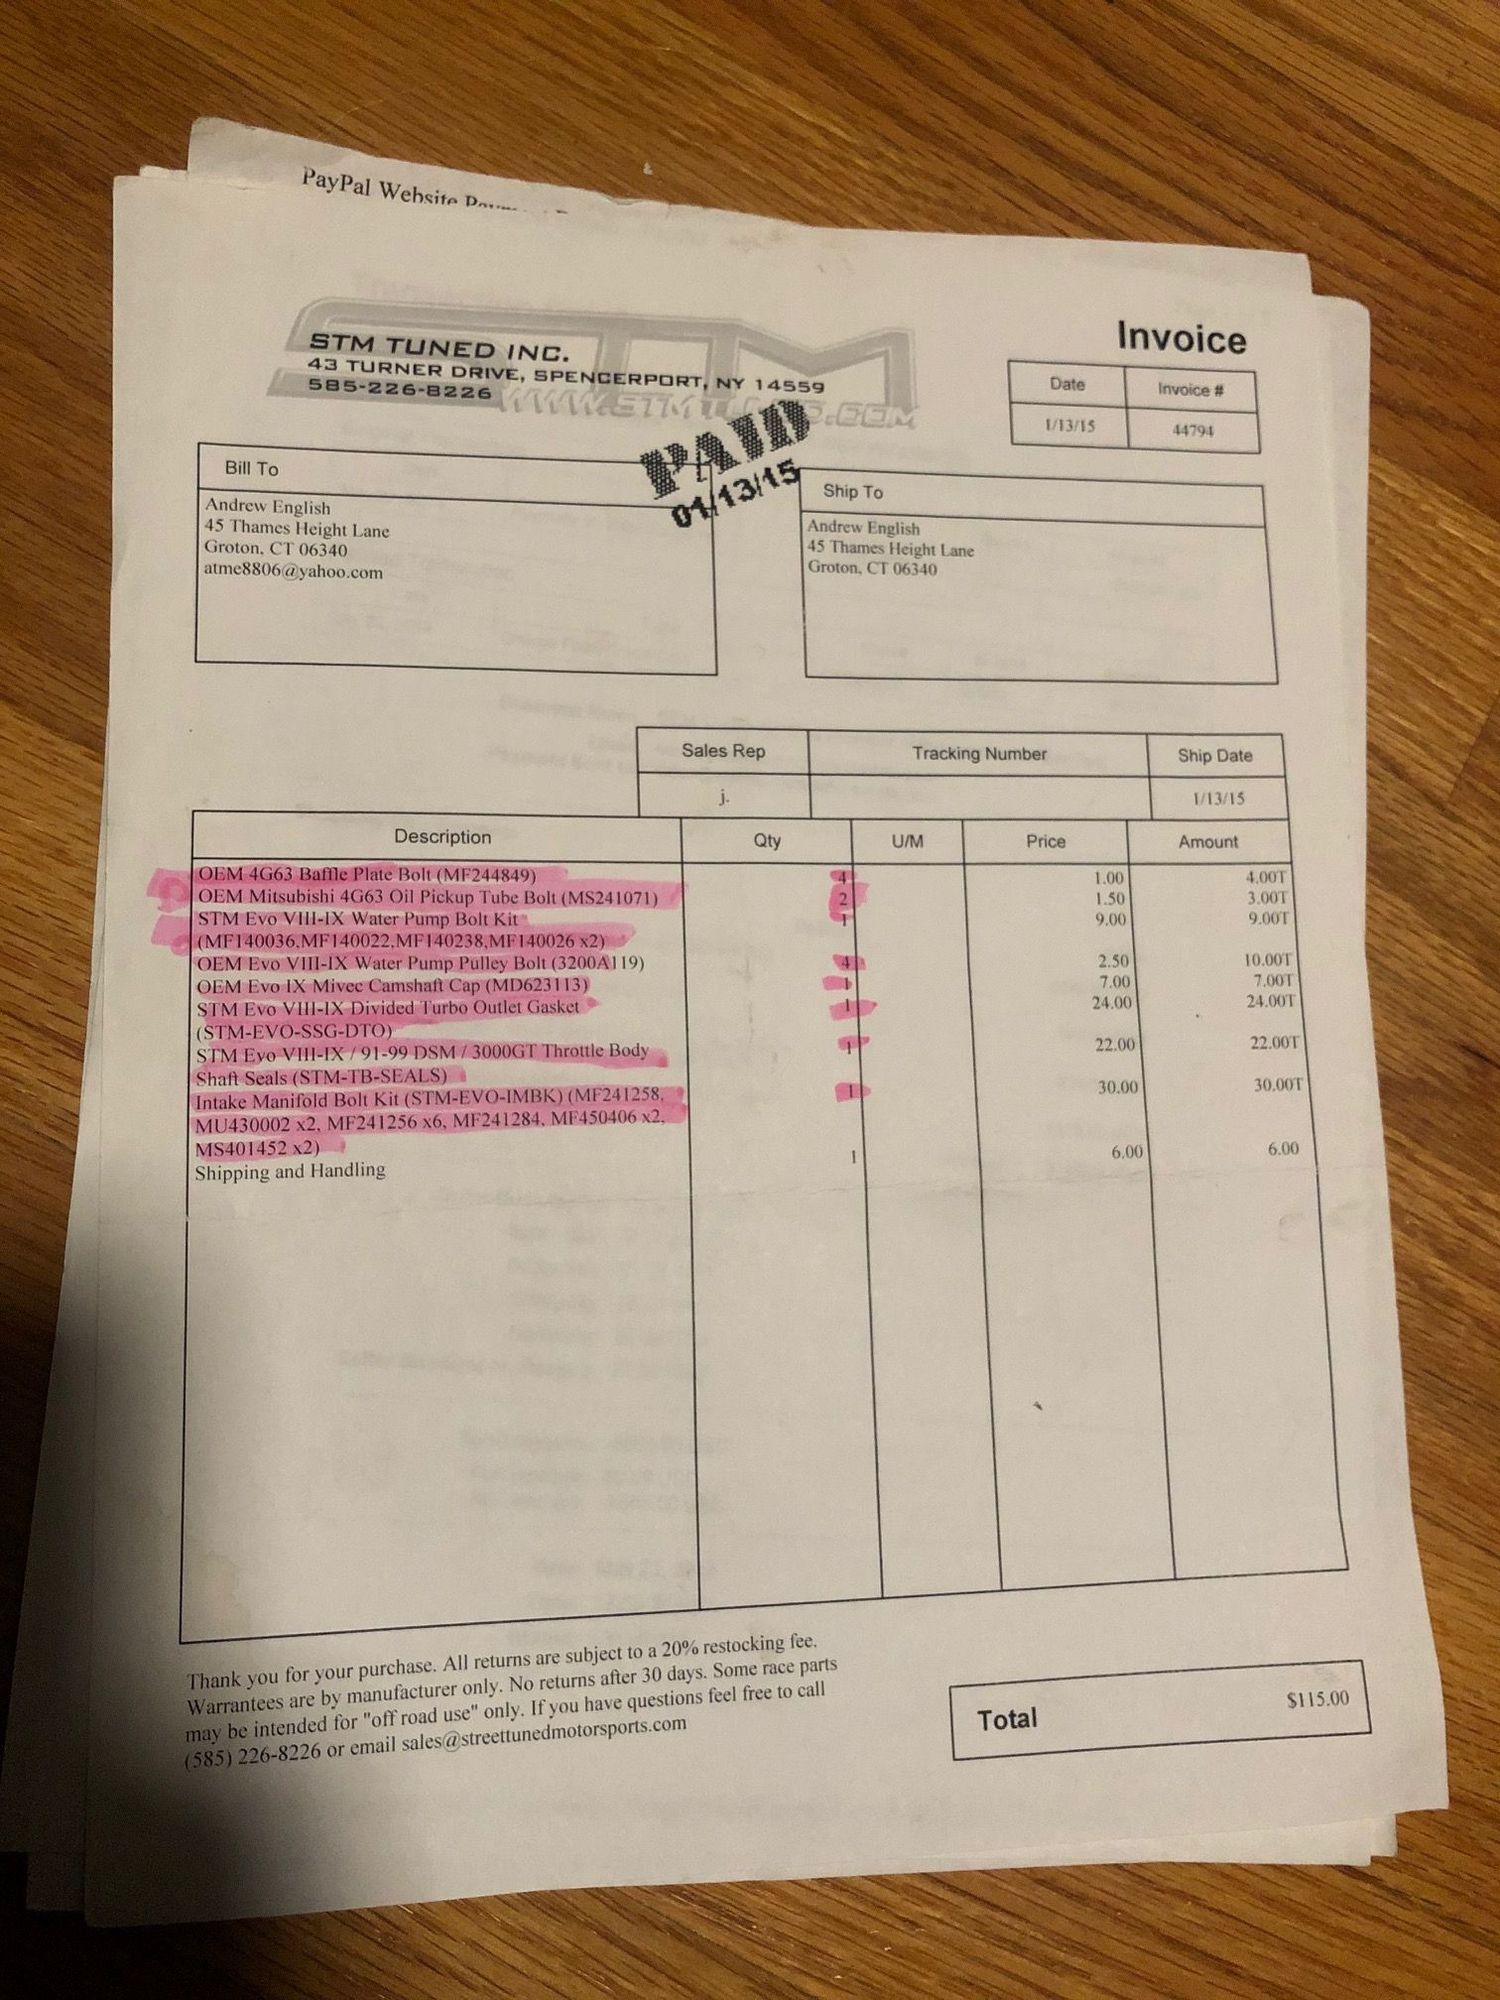 PayPal Website
STM TUNED INC.
43 TURNER DRIVE, SPENCERPORT, NY 14559
585-226-8226
Invoice
Date Invoice #
1/13/15 44794
PAID
01/13/15
Bill To
Andrew English
45 Thames Height Lane
Groton, CT 06340
atme8806@yahoo.com
Ship To
Andrew English
45 Thames Height Lane
Groton, CT 06340
Sales Rep Tracking Number Ship Date
j. 1/13/15
Description Qty U/M Price Amount
OEM 4G63 Baffle Plate Bolt (MF244849) 4 1.00 4.00T
OEM Mitsubishi 4G63 Oil Pickup Tube Bolt (MS241071) 2 1.50 3.00T
STM Evo VIII-IX Water Pump Bolt Kit 1 9.00 9.00T
(MF140036,MF140022,MF140238,MF140026 x2)
OEM Evo VIII-IX Water Pump Pulley Bolt (3200A119) 4 2.50 10.00T
OEM Evo IX Mivec Camshaft Cap (MD623113) 1 7.00 7.00T
STM Evo VIII-IX Divided Turbo Outlet Gasket 1 24.00 24.00T
(STM-EVO-SSG-DTO)
STM Evo VIII-IX / 91-99 DSM / 3000GT Throttle Body 1 22.00 22.00T
Shaft Seals (STM-TB-SEALS)
Intake Manifold Bolt Kit (STM-EVO-IMBK) (MF241258, 1 30.00 30.00T
MU430002 x2, MF241256 x6, MF241284, MF450406 x2,
MS401452 x2)
Shipping and Handling 1 6.00 6.00
Thank you for your purchase. All returns are subject to a 20% restocking fee.
Warrantees are by manufacturer only. No returns after 30 days. Some race parts
may be intended for "off road use" only. If you have questions feel free to call
(585) 226-8226 or email sales@streettunedmotorsports.com
Total $115.00